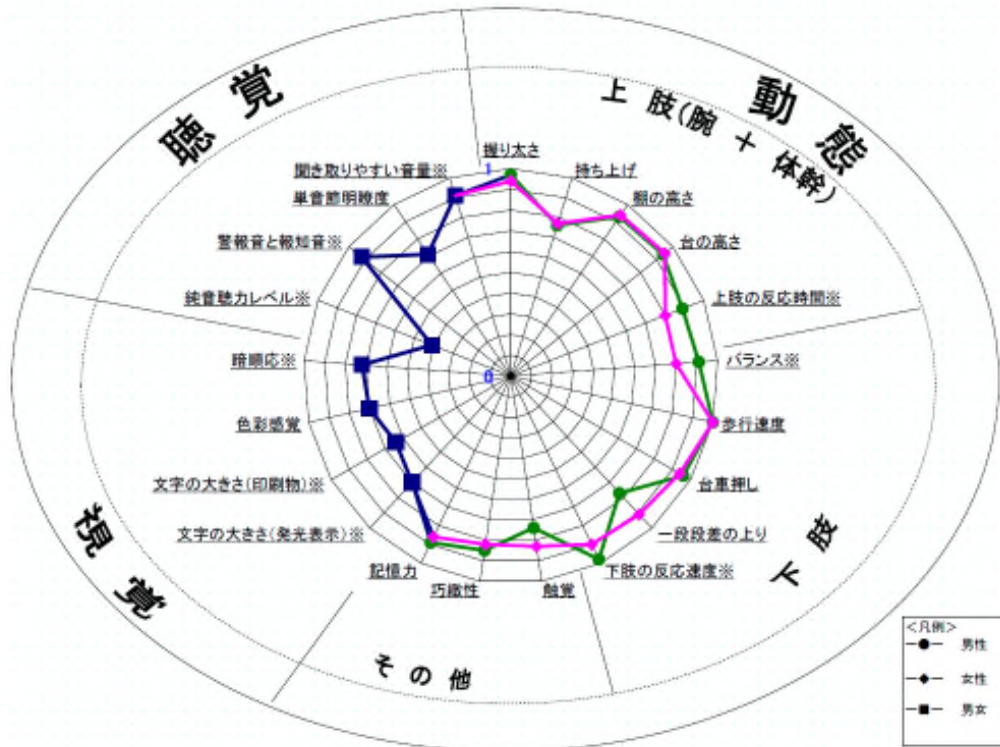 聴覚
動態
上肢(腕+体幹)
握り太さ
持ち上げ
棚の高さ
台の高さ
上肢の反応時間※
バランス※
歩行速度
台車押し
一段段差の上り
下肢の反応速度※
触覚
巧緻性
記憶力
文字の大きさ(発光表示)※
文字の大きさ(印刷物)※
色彩感覚
暗順応※
純音聴力レベル※
警報音と報知音※
単音節明瞭度
聞き取りやすい音量※
1
0
視覚
下肢
その他
<凡例>
男性
女性
男女